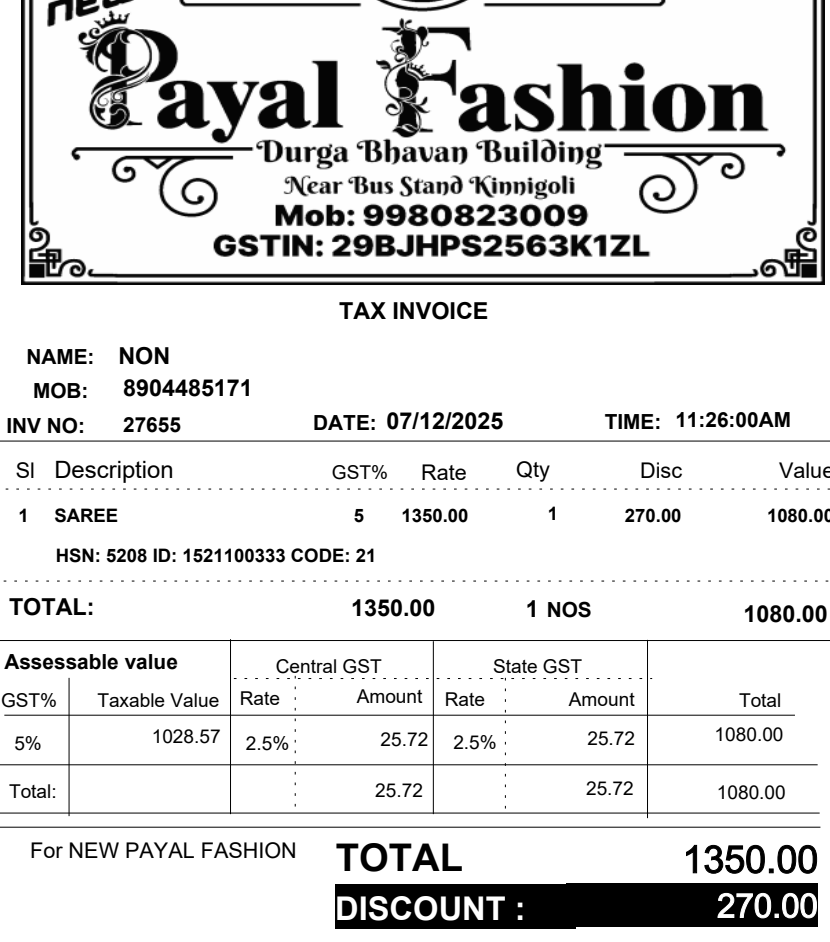 new
Payal Fashion
Durga Bhavan Building
Near Bus Stand Kinnigoli
Mob: 9980823009
GSTIN: 29BJHPS2563K1ZL
TAX INVOICE
NAME: NON
MOB: 8904485171
INV NO: 27655 DATE: 07/12/2025 TIME: 11:26:00AM
Sl Description GST% Rate Qty Disc Value
1 SAREE 5 1350.00 1 270.00 1080.00
HSN: 5208 ID: 1521100333 CODE: 21
TOTAL: 1350.00 1 NOS 1080.00
Assessable value Central GST State GST
GST% Taxable Value Rate Amount Rate Amount Total
5% 1028.57 2.5% 25.72 2.5% 25.72 1080.00
Total: 25.72 25.72 1080.00
For NEW PAYAL FASHION TOTAL 1350.00
DISCOUNT : 270.00